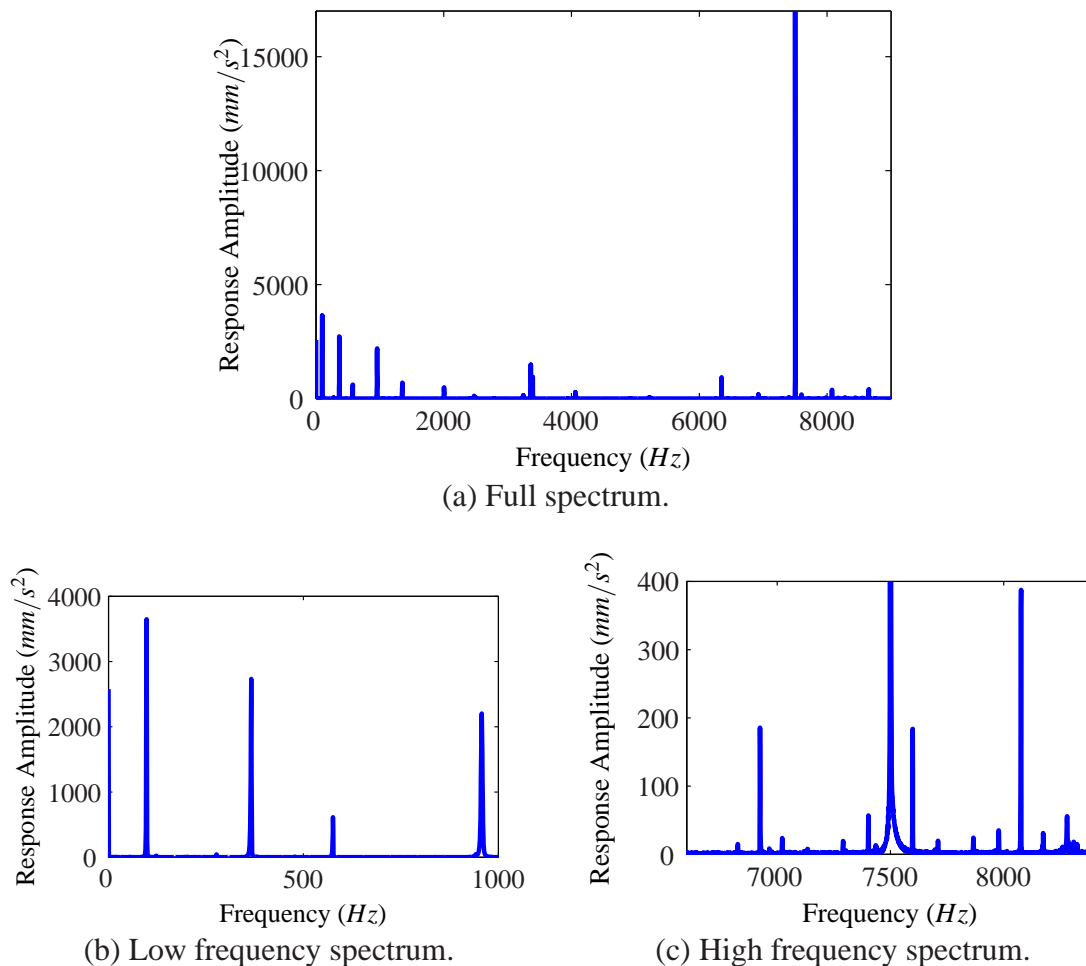 Response Amplitude (mm/s²)
15000
10000
5000
0
0 2000 4000 6000 8000
Frequency (Hz)
(a) Full spectrum.
Response Amplitude (mm/s²)
4000
3000
2000
1000
0
0 500 1000
Frequency (Hz)
(b) Low frequency spectrum.
Response Amplitude (mm/s²)
400
300
200
100
0
7000 7500 8000
Frequency (Hz)
(c) High frequency spectrum.